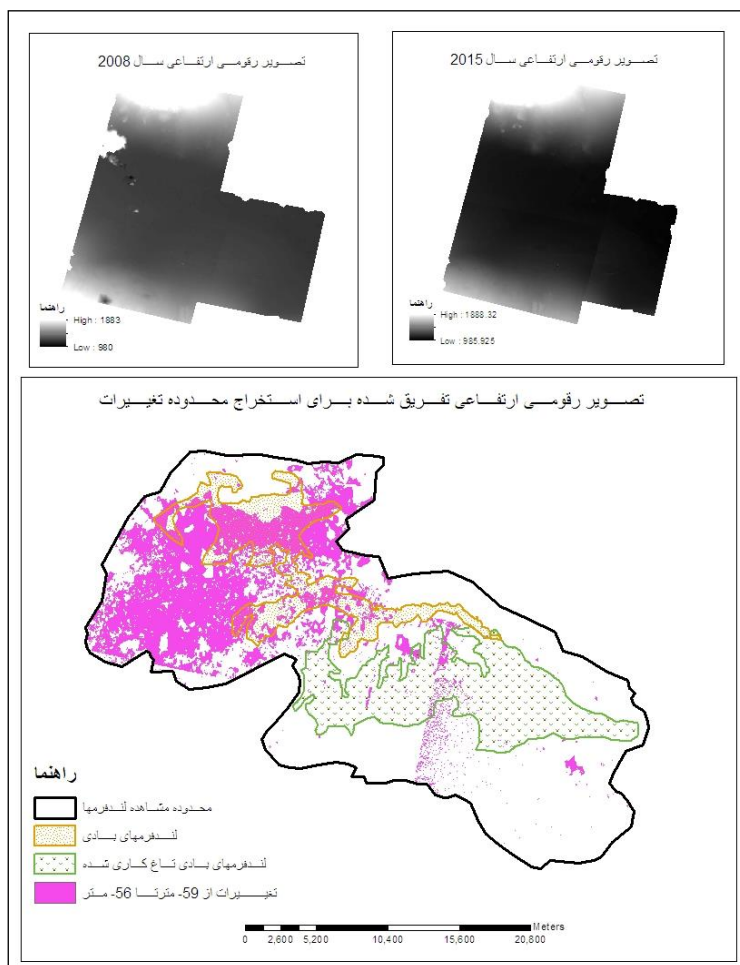 تصویر رقومی ارتفاعی سال 2008
راهنما
High : 1883
Low : 980
تصویر رقومی ارتفاعی سال 2015
راهنما
High : 1888.32
Low : 985.925
تصویر رقومی ارتفاعی تفریق شده برای استخراج محدوده تغییرات
راهنما
محدوده مشاهده لندفرمها
لندفرمهای بادی
لندفرمهای بادی تاغ کاری شده
تغییرات از 59- مترتا 56- متر
Meters
0 2,600 5,200 10,400 15,600 20,800